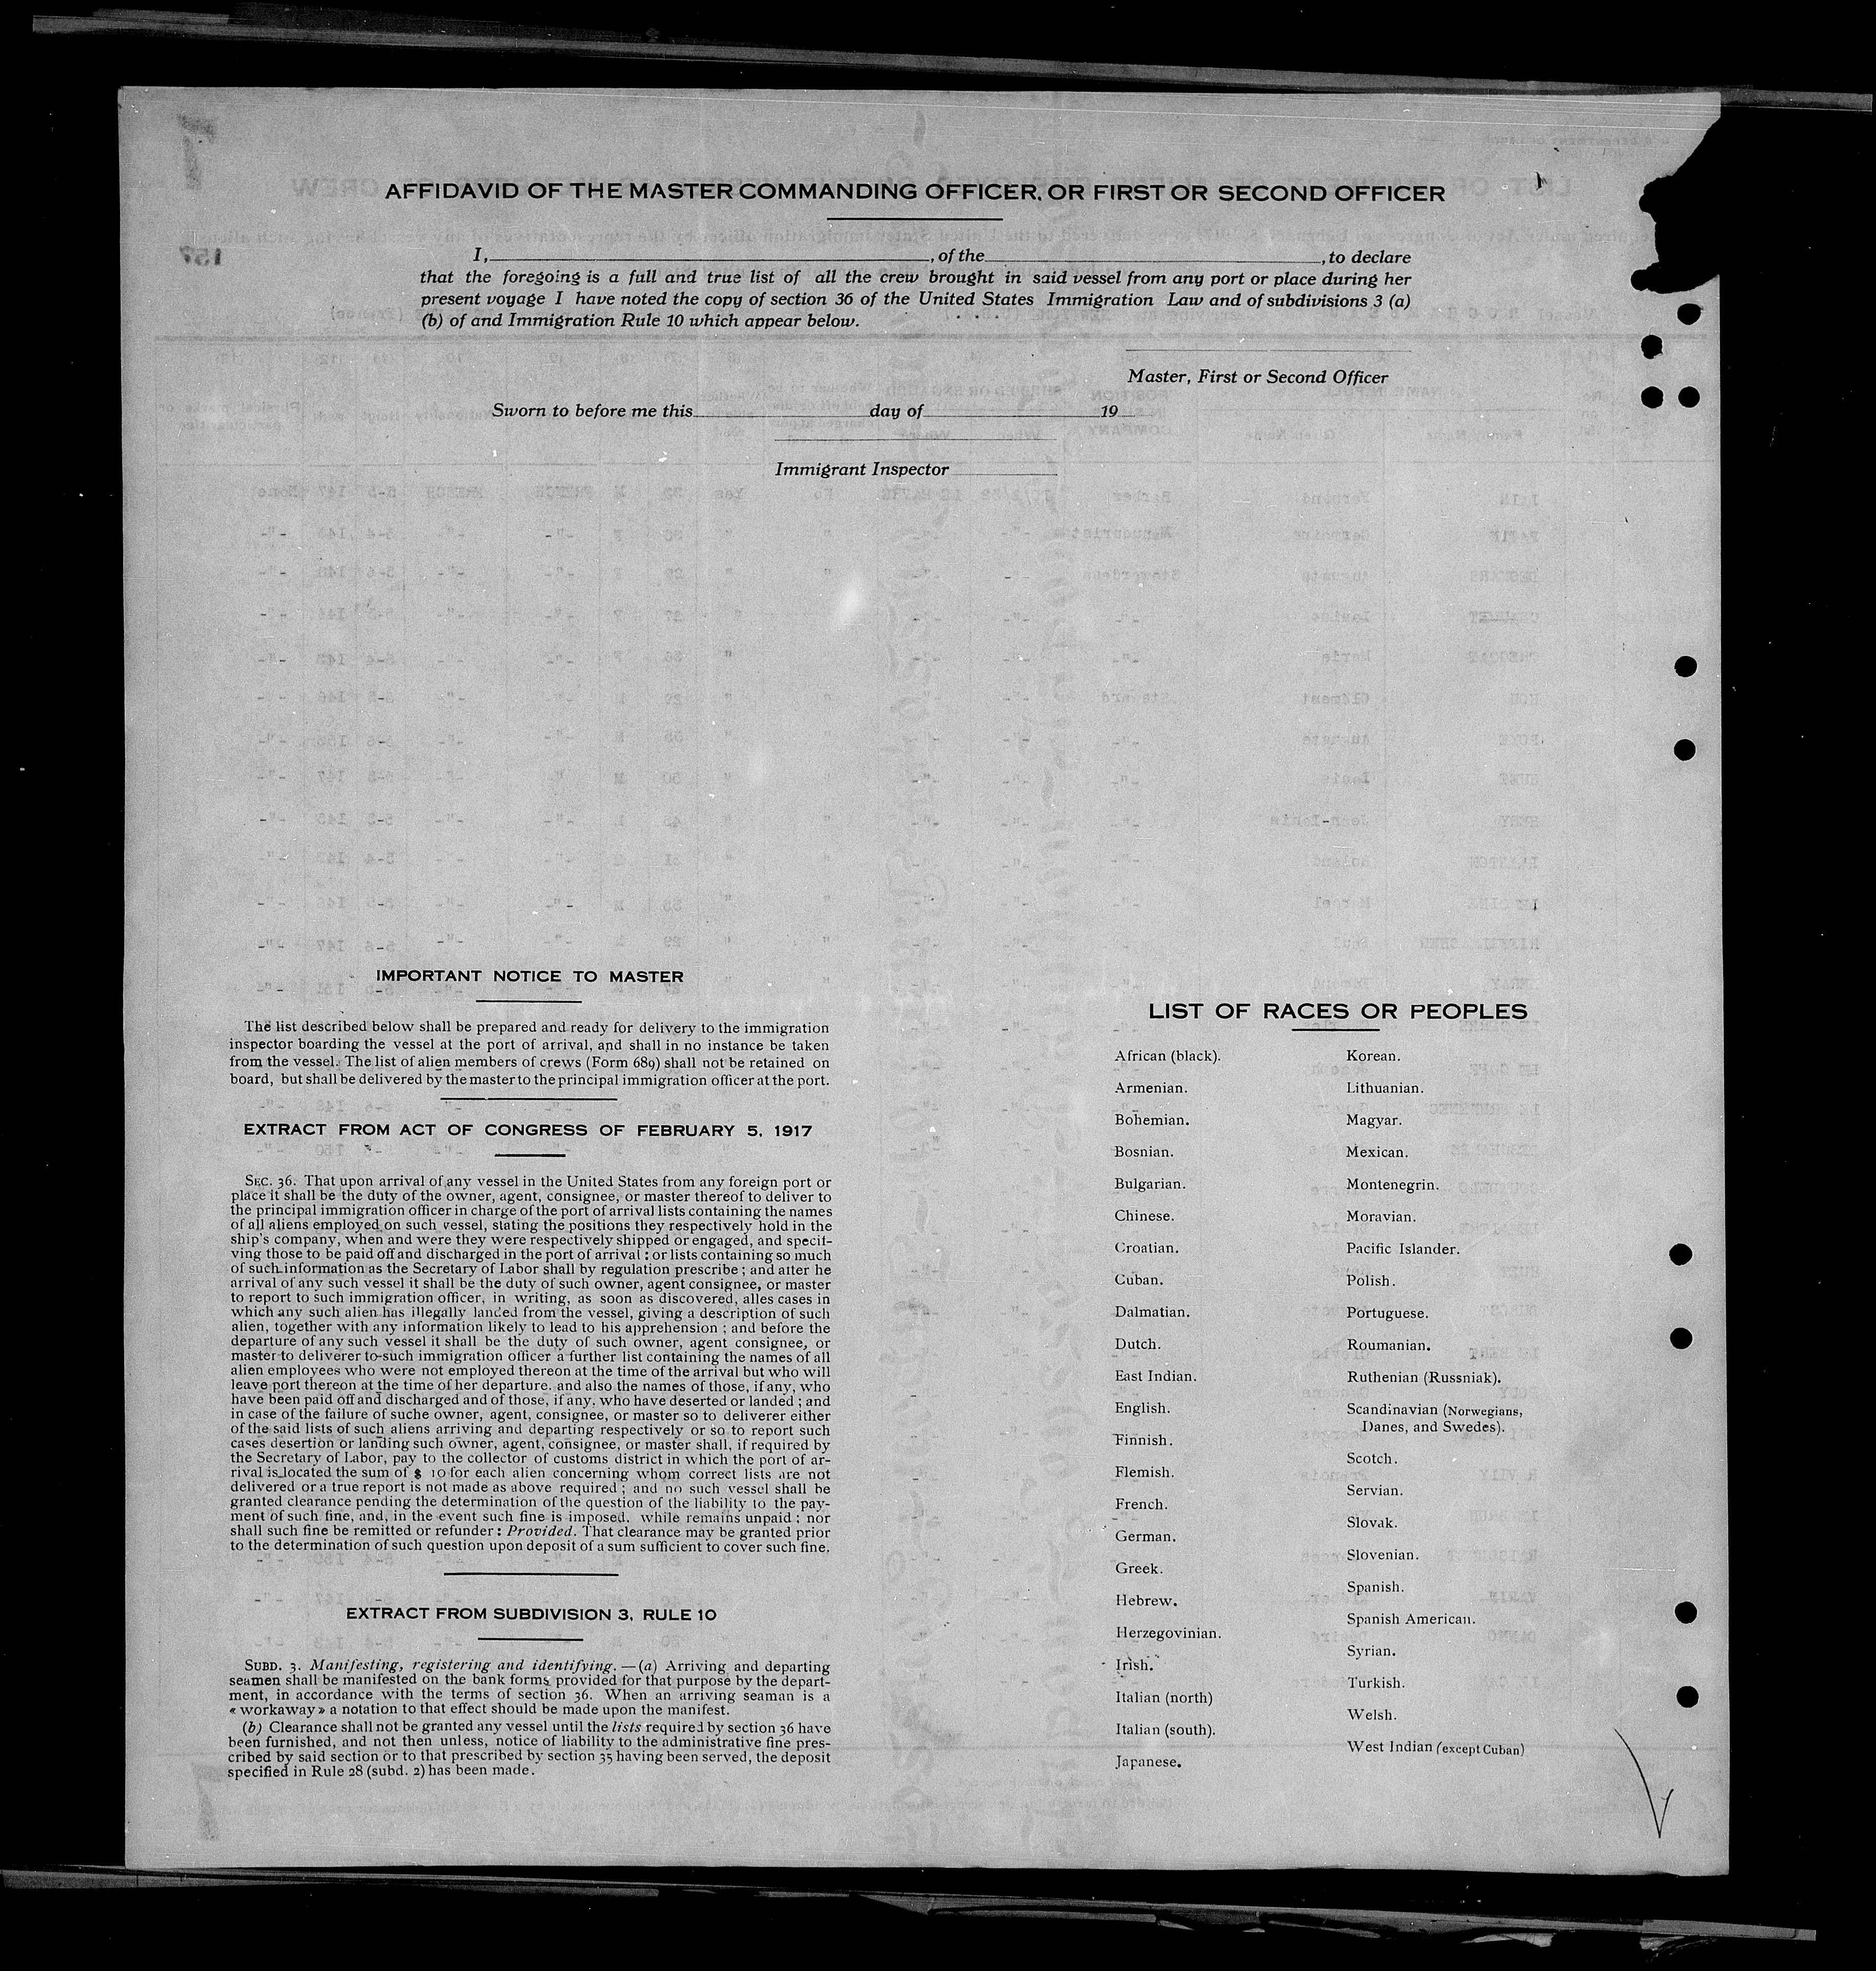 AFFIDAVID OF THE MASTER COMMANDING OFFICER, OR FIRST OR SECOND OFFICER
I, , of the , to declare
that the foregoing is a full and true list of all the crew brought in said vessel from any port or place during her
present voyage I have noted the copy of section 36 of the United States Immigration Law and of subdivisions 3 (a)
(b) of and Immigration Rule 10 which appear below.
Master, First or Second Officer
Sworn to before me this day of 19
Immigrant Inspector
IMPORTANT NOTICE TO MASTER
The list described below shall be prepared and ready for delivery to the immigration
inspector boarding the vessel at the port of arrival, and shall in no instance be taken
from the vessel. The list of alien members of crews (Form 689) shall not be retained on
board, but shall be delivered by the master to the principal immigration officer at the port.
EXTRACT FROM ACT OF CONGRESS OF FEBRUARY 5, 1917
SEC. 36. That upon arrival of any vessel in the United States from any foreign port or
place it shall be the duty of the owner, agent, consignee, or master thereof to deliver to
the principal immigration officer in charge of the port of arrival lists containing the names
of all aliens employed on such vessel, stating the positions they respectively hold in the
ship's company, when and were they were respectively shipped or engaged, and specif-
ving those to be paid off and discharged in the port of arrival : or lists containing so much
of such information as the Secretary of Labor shall by regulation prescribe ; and after he
arrival of any such vessel it shall be the duty of such owner, agent consignee, or master
to report to such immigration officer, in writing, as soon as discovered, alles cases in
which any such alien has illegally landed from the vessel, giving a description of such
alien, together with any information likely to lead to his apprehension ; and before the
departure of any such vessel it shall be the duty of such owner, agent consignee, or
master to deliverer to such immigration officer a further list containing the names of all
alien employees who were not employed thereon at the time of the arrival but who will
leave port thereon at the time of her departure. and also the names of those, if any, who
have been paid off and discharged and of those, if any, who have deserted or landed ; and
in case of the failure of suche owner, agent, consignee, or master so to deliverer either
of the said lists of such aliens arriving and departing respectively or so to report such
cases desertion or landing such owner, agent, consignee, or master shall, if required by
the Secretary of Labor, pay to the collector of customs district in which the port of ar-
rival is located the sum of $ 10 for each alien concerning whom correct lists are not
delivered or a true report is not made as above required ; and no such vessel shall be
granted clearance pending the determination of the question of the liability to the pay-
ment of such fine, and, in the event such fine is imposed, while remains unpaid ; nor
shall such fine be remitted or refunder : Provided. That clearance may be granted prior
to the determination of such question upon deposit of a sum sufficient to cover such fine.
EXTRACT FROM SUBDIVISION 3, RULE 10
SUBD. 3. Manifesting, registering and identifying. — (a) Arriving and departing
seamen shall be manifested on the bank forms provided for that purpose by the depart-
ment, in accordance with the terms of section 36. When an arriving seaman is a
« workaway » a notation to that effect should be made upon the manifest.
(b) Clearance shall not be granted any vessel until the lists required by section 36 have
been furnished, and not then unless, notice of liability to the administrative fine pres-
cribed by said section or to that prescribed by section 35 having been served, the deposit
specified in Rule 28 (subd. 2) has been made.
LIST OF RACES OR PEOPLES
African (black).
Armenian.
Bohemian.
Bosnian.
Bulgarian.
Chinese.
Croatian.
Cuban.
Dalmatian.
Dutch.
East Indian.
English.
Finnish.
Flemish.
French.
German.
Greek.
Hebrew.
Herzegovinian.
Irish.
Italian (north)
Italian (south).
Japanese.
Korean.
Lithuanian.
Magyar.
Mexican.
Montenegrin.
Moravian.
Pacific Islander.
Polish.
Portuguese.
Roumanian.
Ruthenian (Russniak).
Scandinavian (Norwegians,
Danes, and Swedes).
Scotch.
Servian.
Slovak.
Slovenian.
Spanish.
Spanish American.
Syrian.
Turkish.
Welsh.
West Indian (except Cuban)